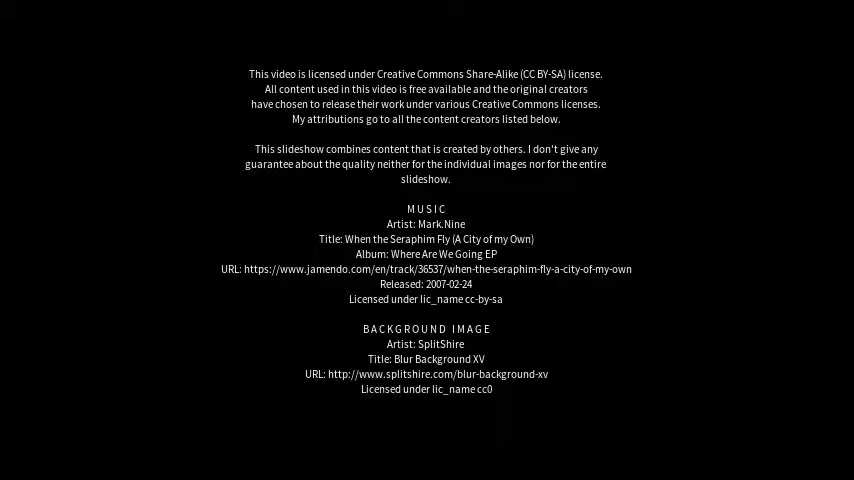 This video is licensed under Creative Commons Share-Alike (CC BY-SA) license.
All content used in this video is free available and the original creators
have chosen to release their work under various Creative Commons licenses.
My attributions go to all the content creators listed below.
This slideshow combines content that is created by others. I don't give any
guarantee about the quality neither for the individual images nor for the entire
slideshow.
MUSIC
Artist: Mark.Nine
Title: When the Seraphim Fly (A City of my Own)
Album: Where Are We Going EP
URL: https://www.jamendo.com/en/track/36537/when-the-seraphim-fly-a-city-of-my-own
Released: 2007-02-24
Licensed under lic_name cc-by-sa
BACKGROUND IMAGE
Artist: SplitShire
Title: Blur Background XV
URL: http://www.splitshire.com/blur-background-xv
Licensed under lic_name cc0